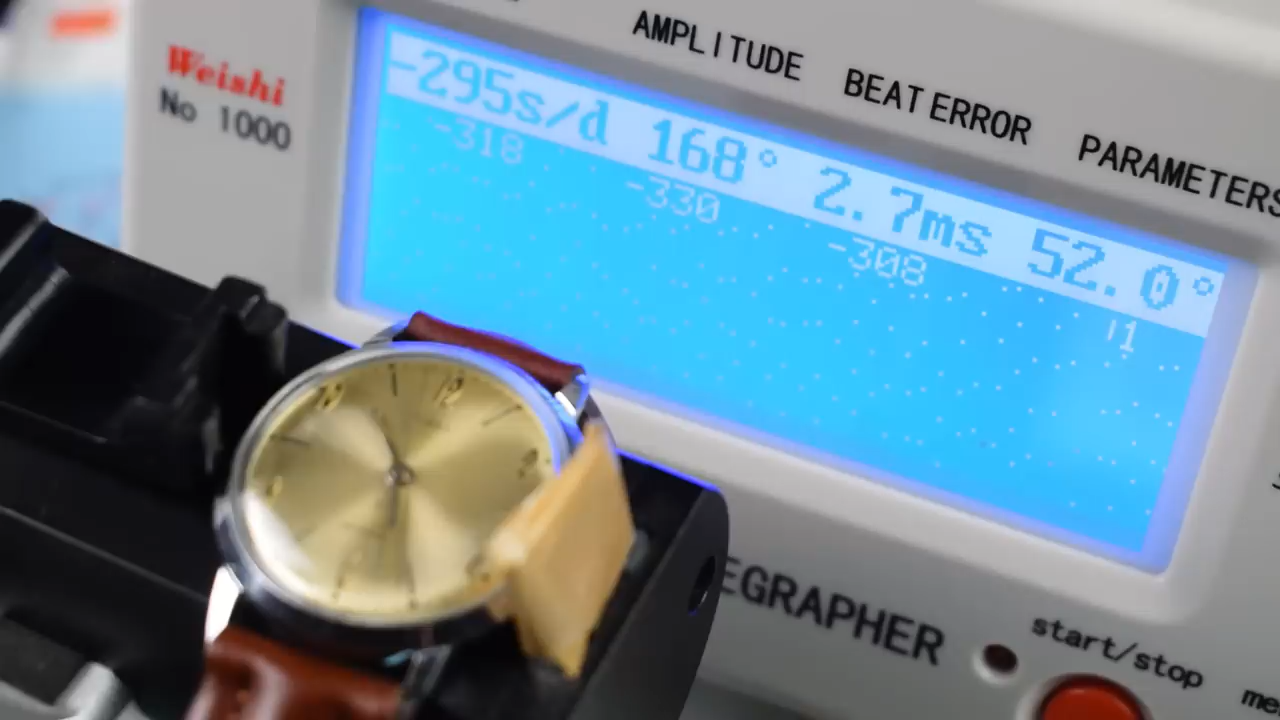 Weishi
No 1000
AMPLITUDE BEAT ERROR PARAMETERS
-295s/d 168° 2.7ms 52.0°
-318 -330 -308
EGRAPHER
start/stop
me